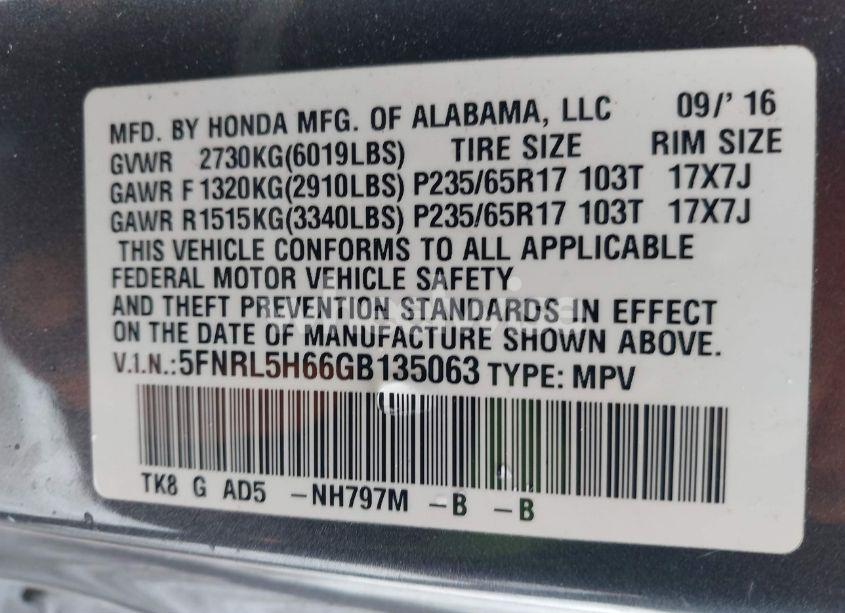 MFD. BY HONDA MFG. OF ALABAMA, LLC 09/' 16
GVWR 2730KG(6019LBS) TIRE SIZE RIM SIZE
GAWR F 1320KG(2910LBS) P235/65R17 103T 17X7J
GAWR R1515KG(3340LBS) P235/65R17 103T 17X7J
THIS VEHICLE CONFORMS TO ALL APPLICABLE
FEDERAL MOTOR VEHICLE SAFETY
AND THEFT PREVENTION STANDARDS IN EFFECT
ON THE DATE OF MANUFACTURE SHOWN ABOVE.
V.I.N.:5FNRL5H66GB135063 TYPE: MPV
TK8 G AD5 -NH797M -B -B